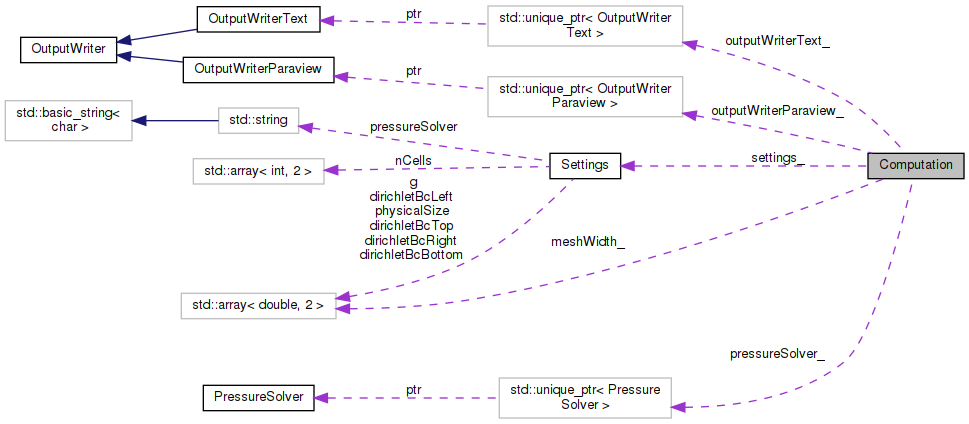 OutputWriterText
ptr
std::unique_ptr< OutputWriter
Text >
outputWriterText_
OutputWriter
OutputWriterParaview
ptr
std::unique_ptr< OutputWriter
Paraview >
outputWriterParaview_
std::basic_string<
char >
std::string
pressureSolver
Settings
settings_
Computation
std::array< int, 2 >
nCells
g
dirichletBcLeft
physicalSize
dirichletBcTop
dirichletBcRight
dirichletBcBottom
meshWidth_
std::array< double, 2 >
pressureSolver_
PressureSolver
ptr
std::unique_ptr< Pressure
Solver >